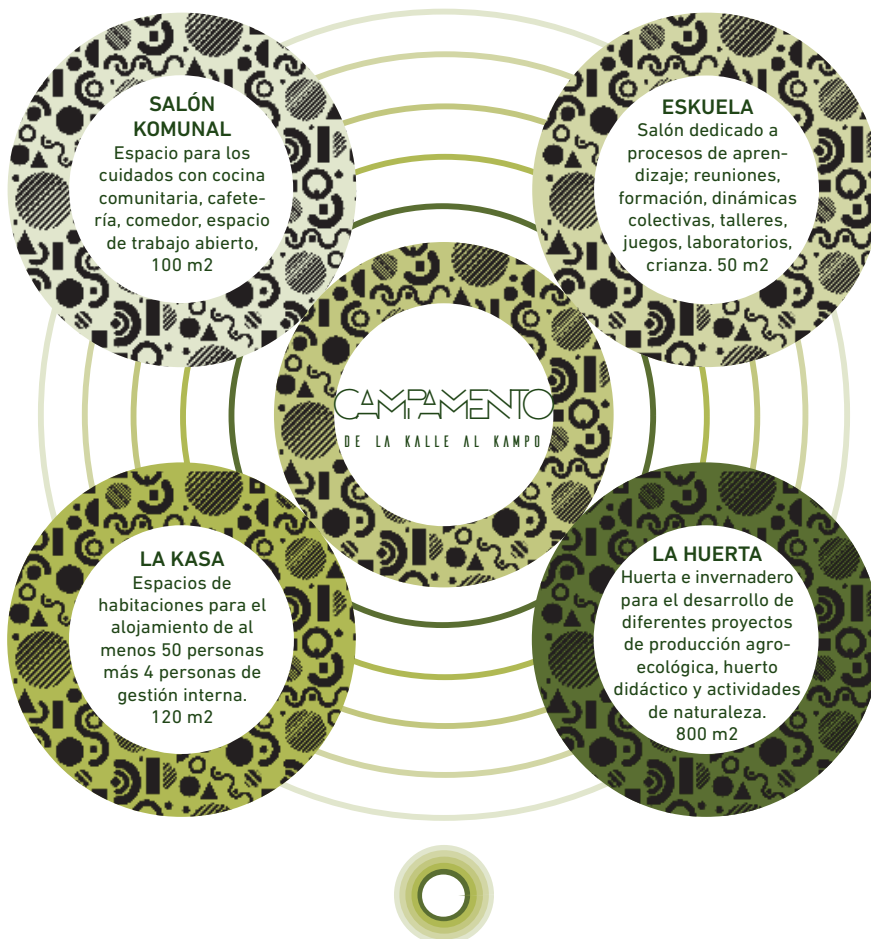 SALÓN
KOMUNAL
Espacio para los
cuidados con cocina
comunitaria, cafete-
ría, comedor, espacio
de trabajo abierto,
100 m2
ESKUELA
Salón dedicado a
procesos de apren-
dizaje; reuniones,
formación, dinámicas
colectivas, talleres,
juegos, laboratorios,
crianza. 50 m2
CAMPAMENTO
DE LA KALLE AL KAMPO
LA KASA
Espacios de
habitaciones para el
alojamiento de al
menos 50 personas
más 4 personas de
gestión interna.
120 m2
LA HUERTA
Huerta e invernadero
para el desarrollo de
diferentes proyectos
de producción agro-
ecológica, huerto
didáctico y actividades
de naturaleza.
800 m2